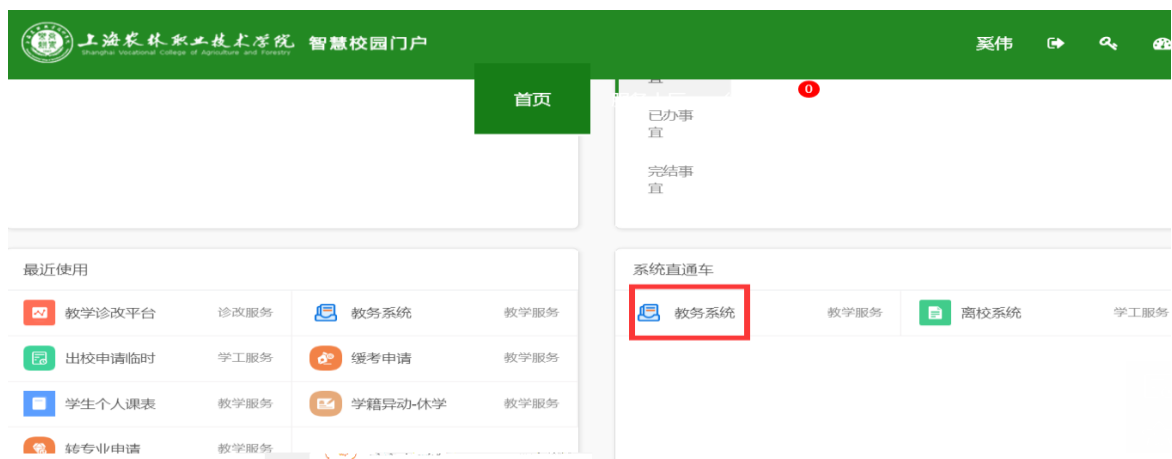 上海农林职业技术学院 智慧校园门户 奚伟
Shanghai Vocational College of Agriculture and Forestry
首页
0
已办事
宜
完结事
宜
最近使用
教学诊改平台 诊改服务 教务系统 教学服务
出校申请临时 学工服务 缓考申请 教学服务
学生个人课表 教学服务 学籍异动-休学 教学服务
转专业申请 教学服务
系统直通车
教务系统 教学服务 离校系统 学工服务